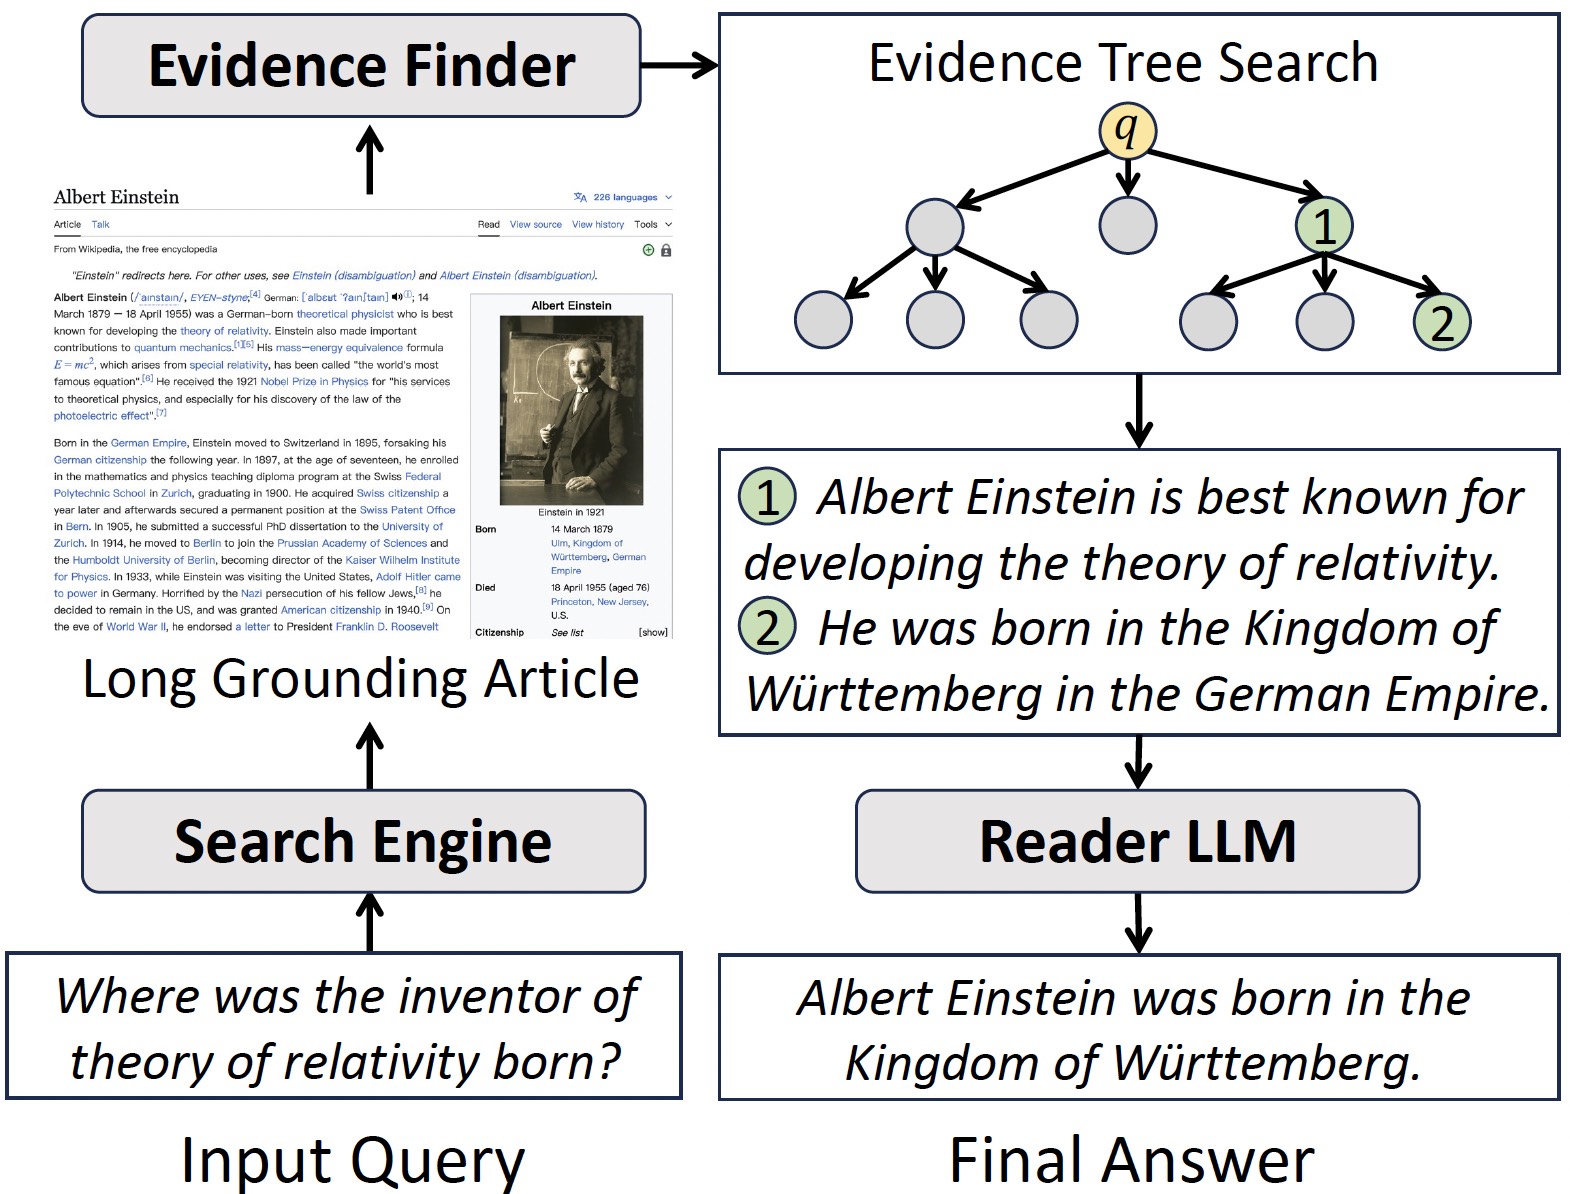 Evidence Finder
Evidence Tree Search
q
1
2
Albert Einstein
226 languages
Article Talk
Read View source View history Tools
From Wikipedia, the free encyclopedia
"Einstein" redirects here. For other uses, see Einstein (disambiguation) and Albert Einstein (disambiguation).
Albert Einstein (/ˈaɪnstaɪn/, EYEN-styne;[4] German: [ˈalbɛʁt ˈʔaɪnʃtaɪn]; 14
March 1879 – 18 April 1955) was a German-born theoretical physicist who is best
known for developing the theory of relativity. Einstein also made important
contributions to quantum mechanics.[1][5] His mass–energy equivalence formula
E = mc², which arises from special relativity, has been called "the world's most
famous equation".[6] He received the 1921 Nobel Prize in Physics for "his services
to theoretical physics, and especially for his discovery of the law of the
photoelectric effect".[7]
Born in the German Empire, Einstein moved to Switzerland in 1895, forsaking his
German citizenship the following year. In 1897, at the age of seventeen, he enrolled
in the mathematics and physics teaching diploma program at the Swiss Federal
Polytechnic School in Zurich, graduating in 1900. He acquired Swiss citizenship a
year later and afterwards secured a permanent position at the Swiss Patent Office
in Bern. In 1905, he submitted a successful PhD dissertation to the University of
Zurich. In 1914, he moved to Berlin to join the Prussian Academy of Sciences and
the Humboldt University of Berlin, becoming director of the Kaiser Wilhelm Institute
for Physics. In 1933, while Einstein was visiting the United States, Adolf Hitler came
to power in Germany. Horrified by the Nazi persecution of his fellow Jews,[8] he
decided to remain in the US, and was granted American citizenship in 1940.[9] On
the eve of World War II, he endorsed a letter to President Franklin D. Roosevelt
Albert Einstein
Einstein in 1921
Born 14 March 1879
Ulm, Kingdom of
Württemberg, German
Empire
Died 18 April 1955 (aged 76)
Princeton, New Jersey,
U.S.
Citizenship See list [show]
Long Grounding Article
1 Albert Einstein is best known for
developing the theory of relativity.
2 He was born in the Kingdom of
Württemberg in the German Empire.
Search Engine
Reader LLM
Where was the inventor of
theory of relativity born?
Albert Einstein was born in the
Kingdom of Württemberg.
Input Query
Final Answer